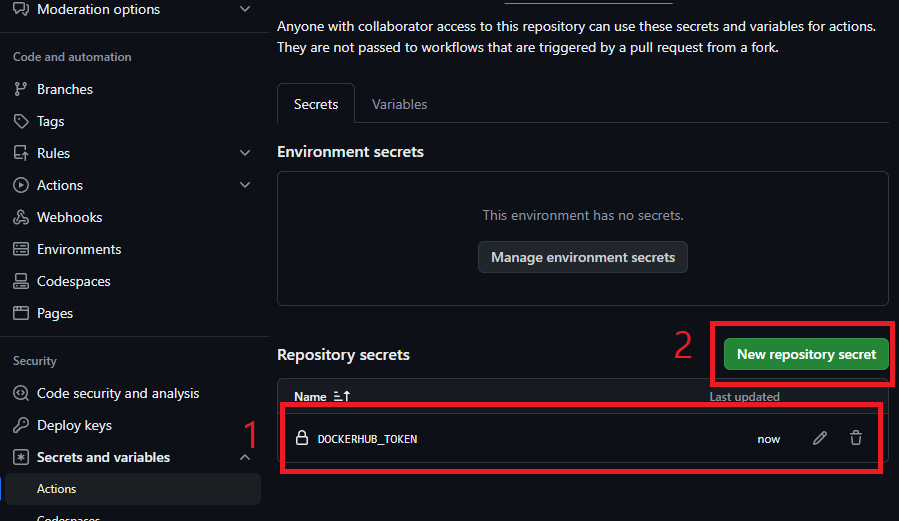 Moderation options
Code and automation
Branches
Tags
Rules
Actions
Webhooks
Environments
Codespaces
Pages
Security
Code security and analysis
Deploy keys
1
Secrets and variables
Actions
Codespaces
Anyone with collaborator access to this repository can use these secrets and variables for actions.
They are not passed to workflows that are triggered by a pull request from a fork.
Secrets Variables
Environment secrets
This environment has no secrets.
Manage environment secrets
Repository secrets
2
New repository secret
Name Last updated
DOCKERHUB_TOKEN now